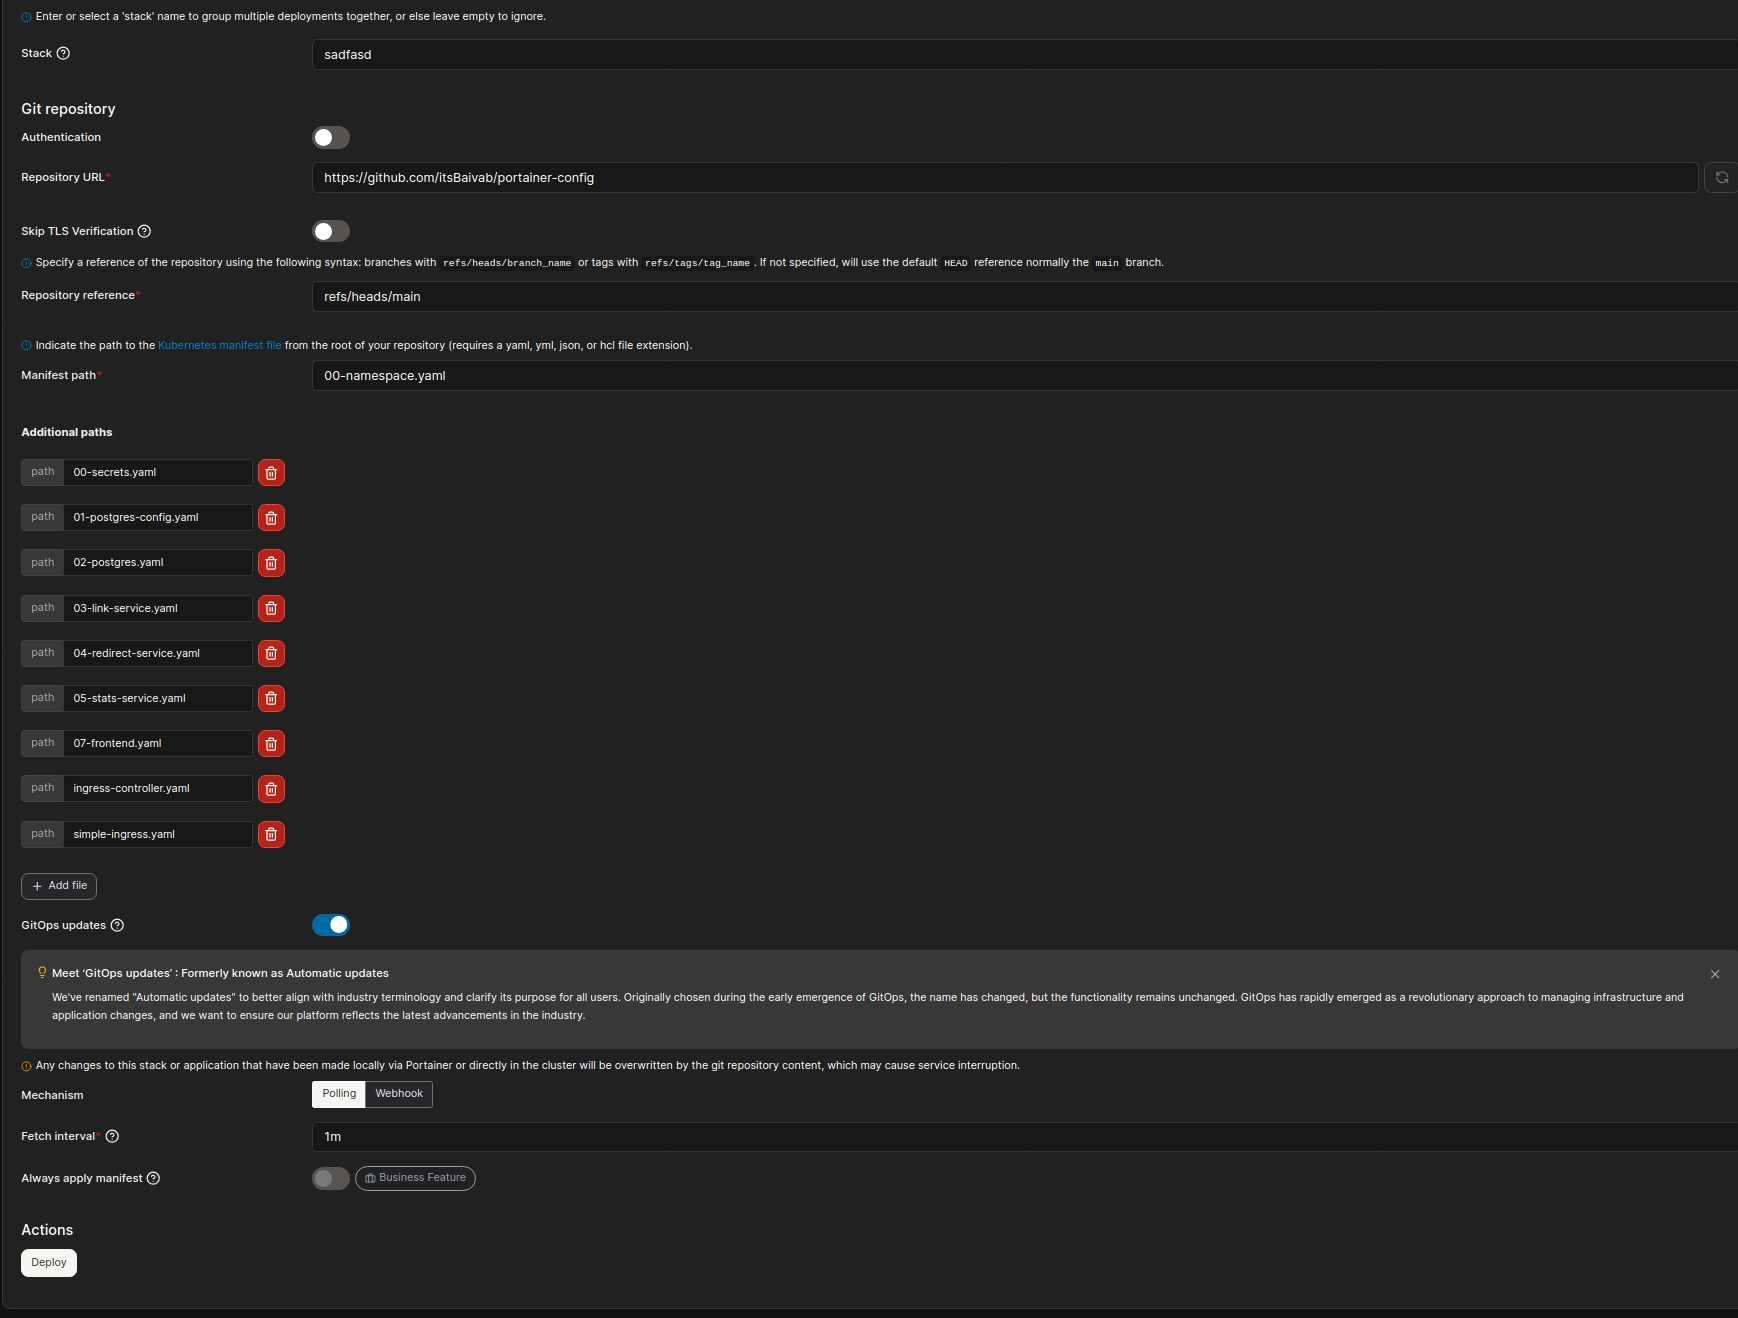 Enter or select a 'stack' name to group multiple deployments together, or else leave empty to ignore.
Stack
sadfasd
Git repository
Authentication
Repository URL*
https://github.com/itsBaivab/portainer-config
Skip TLS Verification
Specify a reference of the repository using the following syntax: branches with refs/heads/branch_name or tags with refs/tags/tag_name. If not specified, will use the default HEAD reference normally the main branch.
Repository reference*
refs/heads/main
Indicate the path to the Kubernetes manifest file from the root of your repository (requires a yaml, yml, json, or hcl file extension).
Manifest path*
00-namespace.yaml
Additional paths
path 00-secrets.yaml
path 01-postgres-config.yaml
path 02-postgres.yaml
path 03-link-service.yaml
path 04-redirect-service.yaml
path 05-stats-service.yaml
path 07-frontend.yaml
path ingress-controller.yaml
path simple-ingress.yaml
+ Add file
GitOps updates
Meet ‘GitOps updates’ : Formerly known as Automatic updates
We've renamed "Automatic updates" to better align with industry terminology and clarify its purpose for all users. Originally chosen during the early emergence of GitOps, the name has changed, but the functionality remains unchanged. GitOps has rapidly emerged as a revolutionary approach to managing infrastructure and
application changes, and we want to ensure our platform reflects the latest advancements in the industry.
Any changes to this stack or application that have been made locally via Portainer or directly in the cluster will be overwritten by the git repository content, which may cause service interruption.
Mechanism
Polling Webhook
Fetch interval*
1m
Always apply manifest
Business Feature
Actions
Deploy